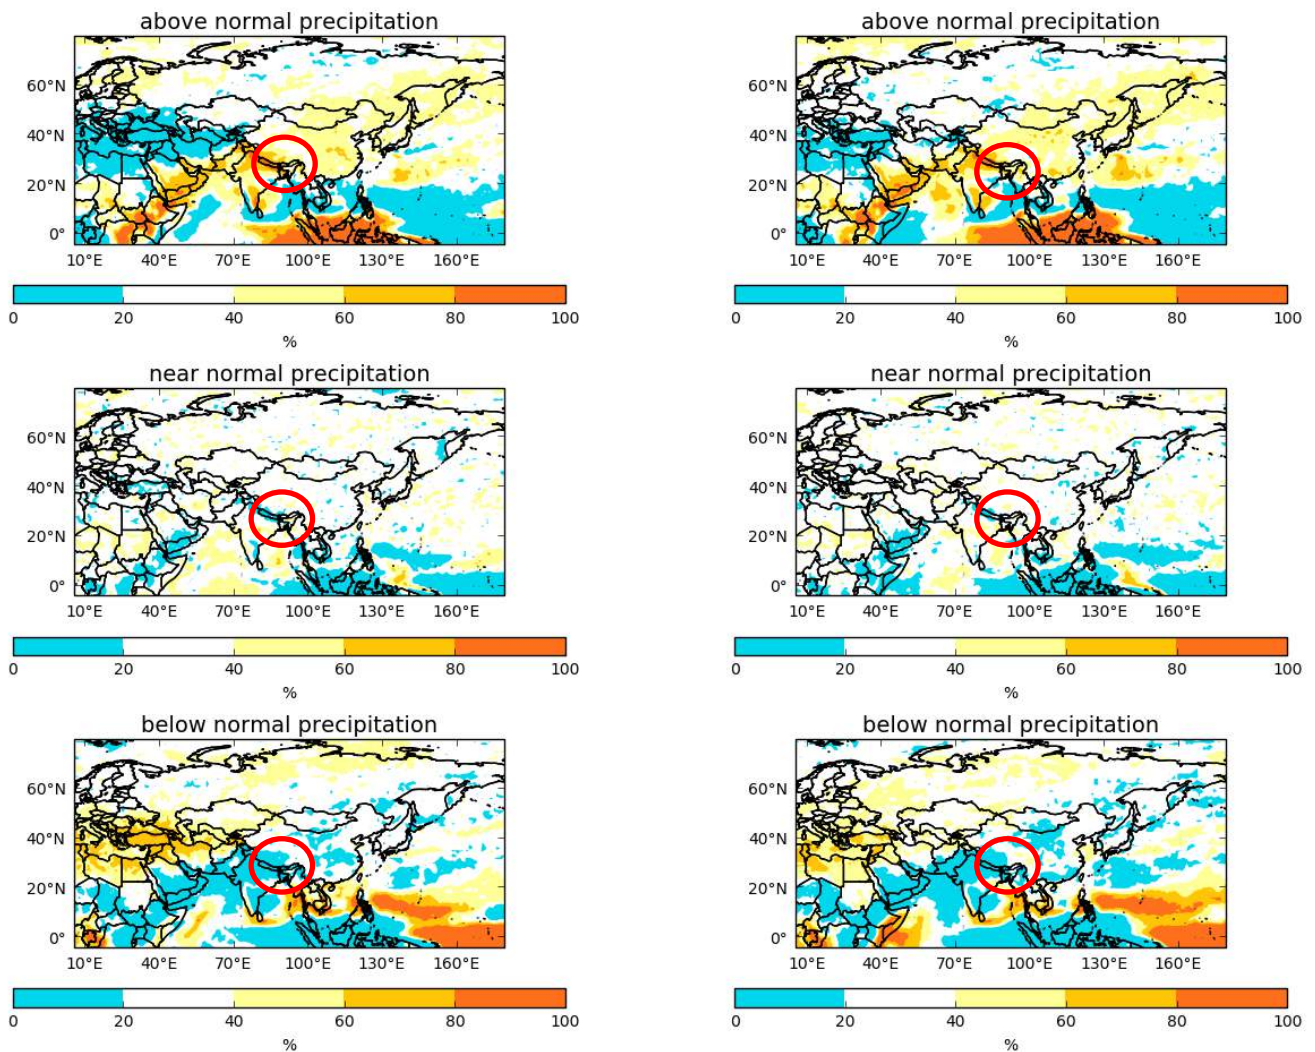 above normal precipitation above normal precipitation
60°N 60°N
40°N 40°N
20°N 20°N
0° 0°
10°E 40°E 70°E 100°E 130°E 160°E 10°E 40°E 70°E 100°E 130°E 160°E
0 20 40 60 80 100 0 20 40 60 80 100
% %
near normal precipitation near normal precipitation
60°N 60°N
40°N 40°N
20°N 20°N
0° 0°
10°E 40°E 70°E 100°E 130°E 160°E 10°E 40°E 70°E 100°E 130°E 160°E
0 20 40 60 80 100 0 20 40 60 80 100
% %
below normal precipitation below normal precipitation
60°N 60°N
40°N 40°N
20°N 20°N
0° 0°
10°E 40°E 70°E 100°E 130°E 160°E 10°E 40°E 70°E 100°E 130°E 160°E
0 20 40 60 80 100 0 20 40 60 80 100
% %